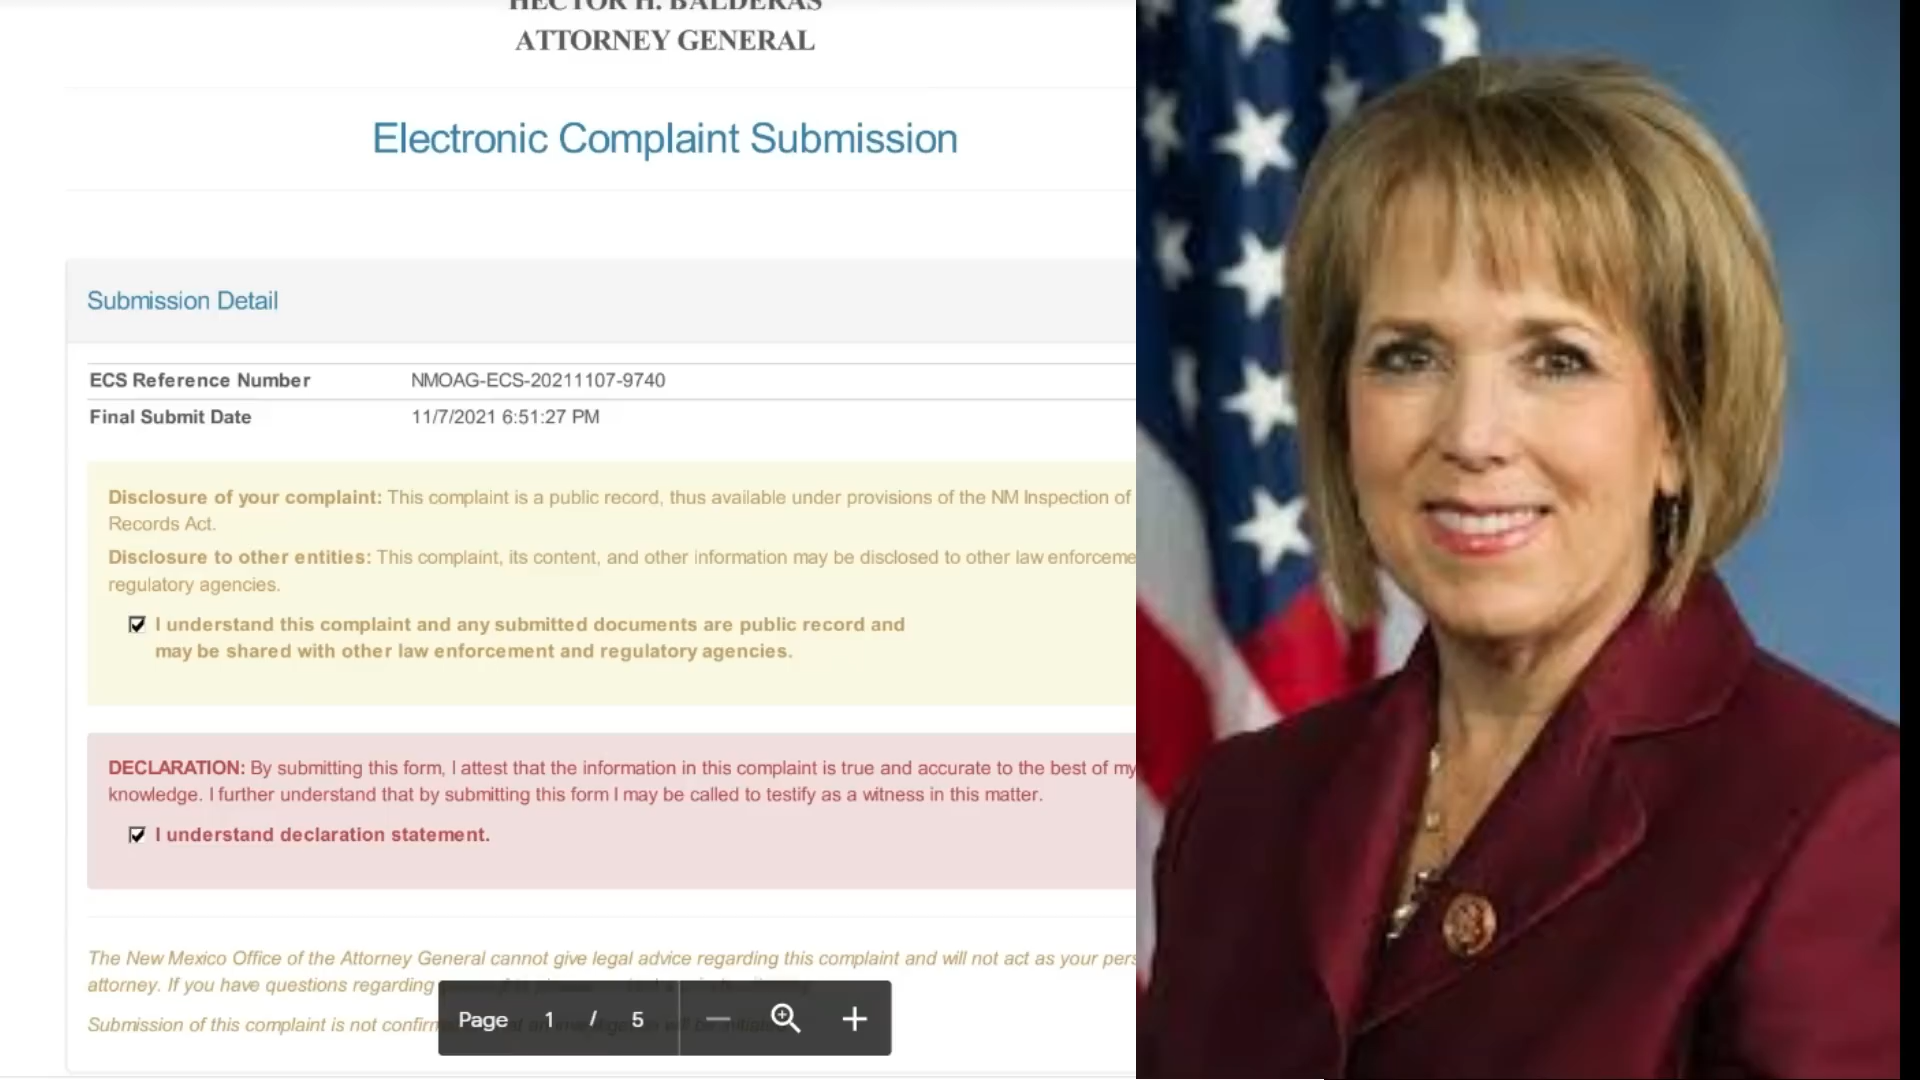 HECTOR H. BALDERAS
ATTORNEY GENERAL
Electronic Complaint Submission
Submission Detail
ECS Reference Number NMOAG-ECS-20211107-9740
Final Submit Date 11/7/2021 6:51:27 PM
Disclosure of your complaint: This complaint is a public record, thus available under provisions of the NM Inspection of
Records Act.
Disclosure to other entities: This complaint, its content, and other information may be disclosed to other law enforceme
regulatory agencies.
I understand this complaint and any submitted documents are public record and
may be shared with other law enforcement and regulatory agencies.
DECLARATION: By submitting this form, I attest that the information in this complaint is true and accurate to the best of my
knowledge. I further understand that by submitting this form I may be called to testify as a witness in this matter.
I understand declaration statement.
The New Mexico Office of the Attorney General cannot give legal advice regarding this complaint and will not act as your pers
attorney. If you have questions regarding
Submission of this complaint is not confirm
Page 1 / 5